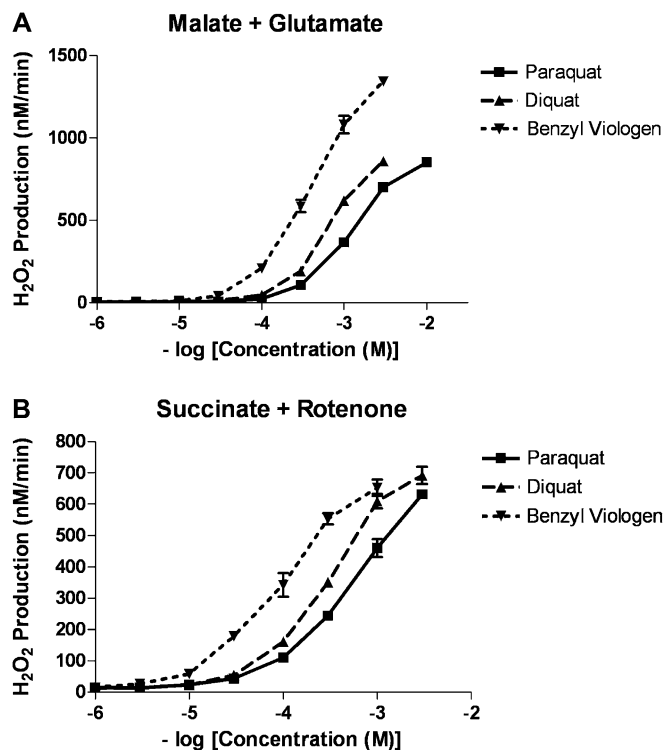 A
Malate + Glutamate
H2O2 Production (nM/min)
1500
1000
500
0
-6 -5 -4 -3 -2
- log [Concentration (M)]
Paraquat
Diquat
Benzyl Viologen
B
Succinate + Rotenone
H2O2 Production (nM/min)
800
700
600
500
400
300
200
100
0
-6 -5 -4 -3 -2
- log [Concentration (M)]
Paraquat
Diquat
Benzyl Viologen